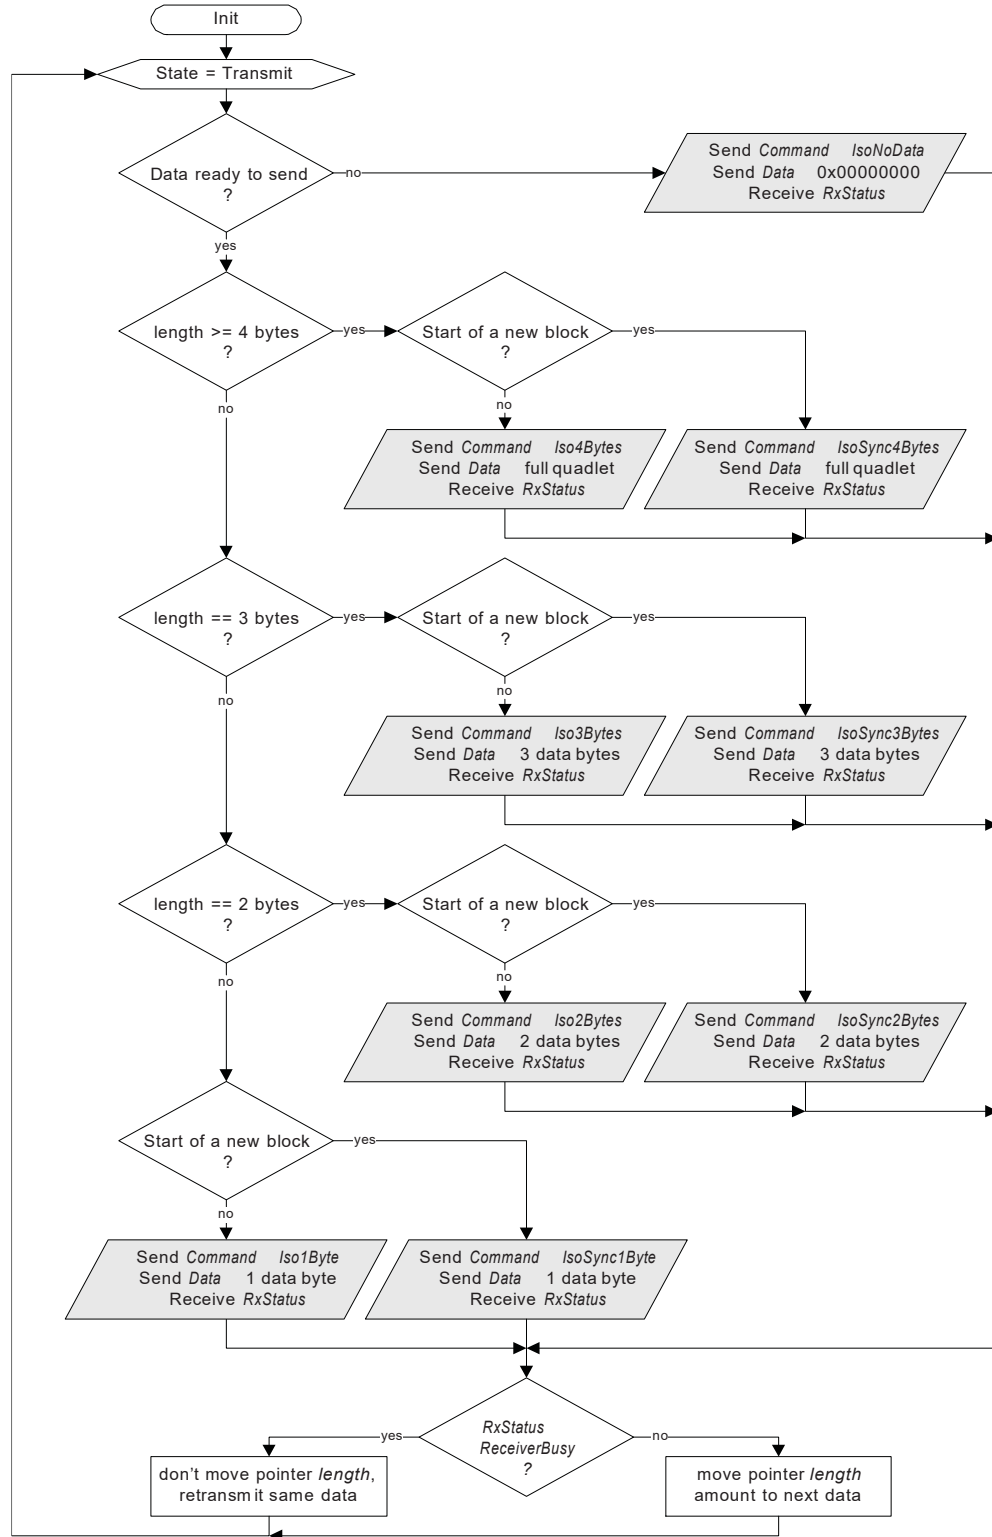 Init
State = Transmit
Data ready to send
?
no
Send Command IsoNoData
Send Data 0x00000000
Receive RxStatus
yes
length >= 4 bytes
?
yes
Start of a new block
?
yes
no
no
Send Command Iso4Bytes
Send Data full quadlet
Receive RxStatus
Send Command IsoSync4Bytes
Send Data full quadlet
Receive RxStatus
length == 3 bytes
?
yes
Start of a new block
?
yes
no
no
Send Command Iso3Bytes
Send Data 3 data bytes
Receive RxStatus
Send Command IsoSync3Bytes
Send Data 3 data bytes
Receive RxStatus
length == 2 bytes
?
yes
Start of a new block
?
yes
no
no
Send Command Iso2Bytes
Send Data 2 data bytes
Receive RxStatus
Send Command IsoSync2Bytes
Send Data 2 data bytes
Receive RxStatus
Start of a new block
?
yes
no
Send Command Iso1Byte
Send Data 1 data byte
Receive RxStatus
Send Command IsoSync1Byte
Send Data 1 data byte
Receive RxStatus
RxStatus
ReceiverBusy
?
yes
no
don't move pointer length,
retransmit same data
move pointer length
amount to next data